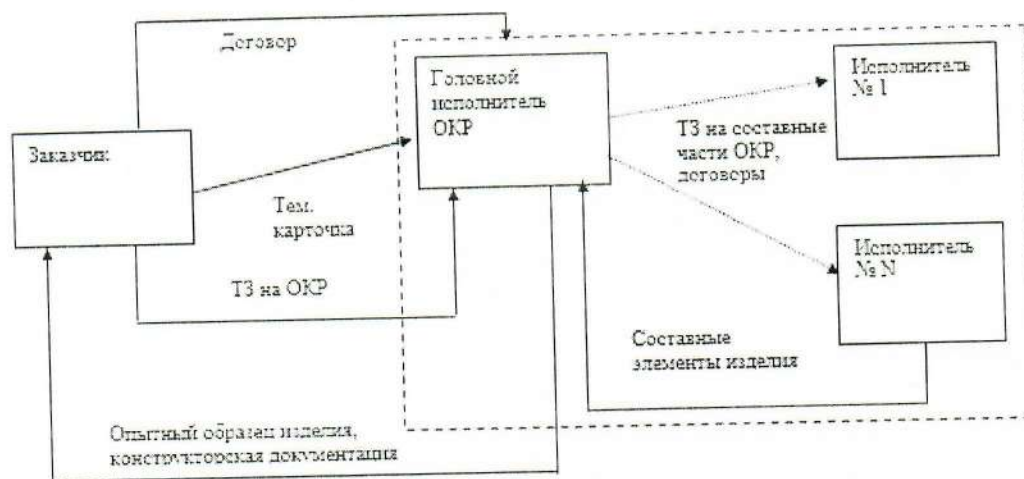 Договор
Головной
исполнитель
ОКР
Исполнитель
№ 1
Заказчик
ТЗ на составные
части ОКР,
договоры
Тем.
карточка
Исполнитель
№ N
ТЗ на ОКР
Составные
элементы изделия
Опытный образец изделия,
конструкторская документация